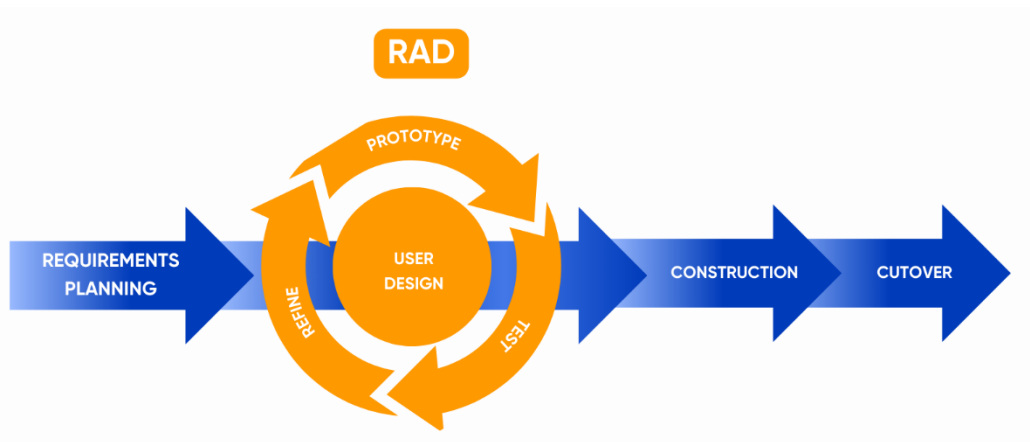 RAD
PROTOTYPE
REQUIREMENTS
PLANNING
USER
DESIGN
CONSTRUCTION
CUTOVER
REFINE
TEST